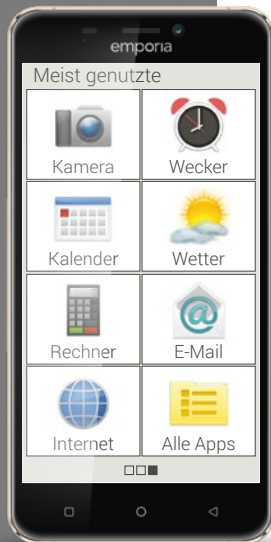 emporia
Meist genutzte
Kamera Wecker
Kalender Wetter
Rechner E-Mail
Internet Alle Apps